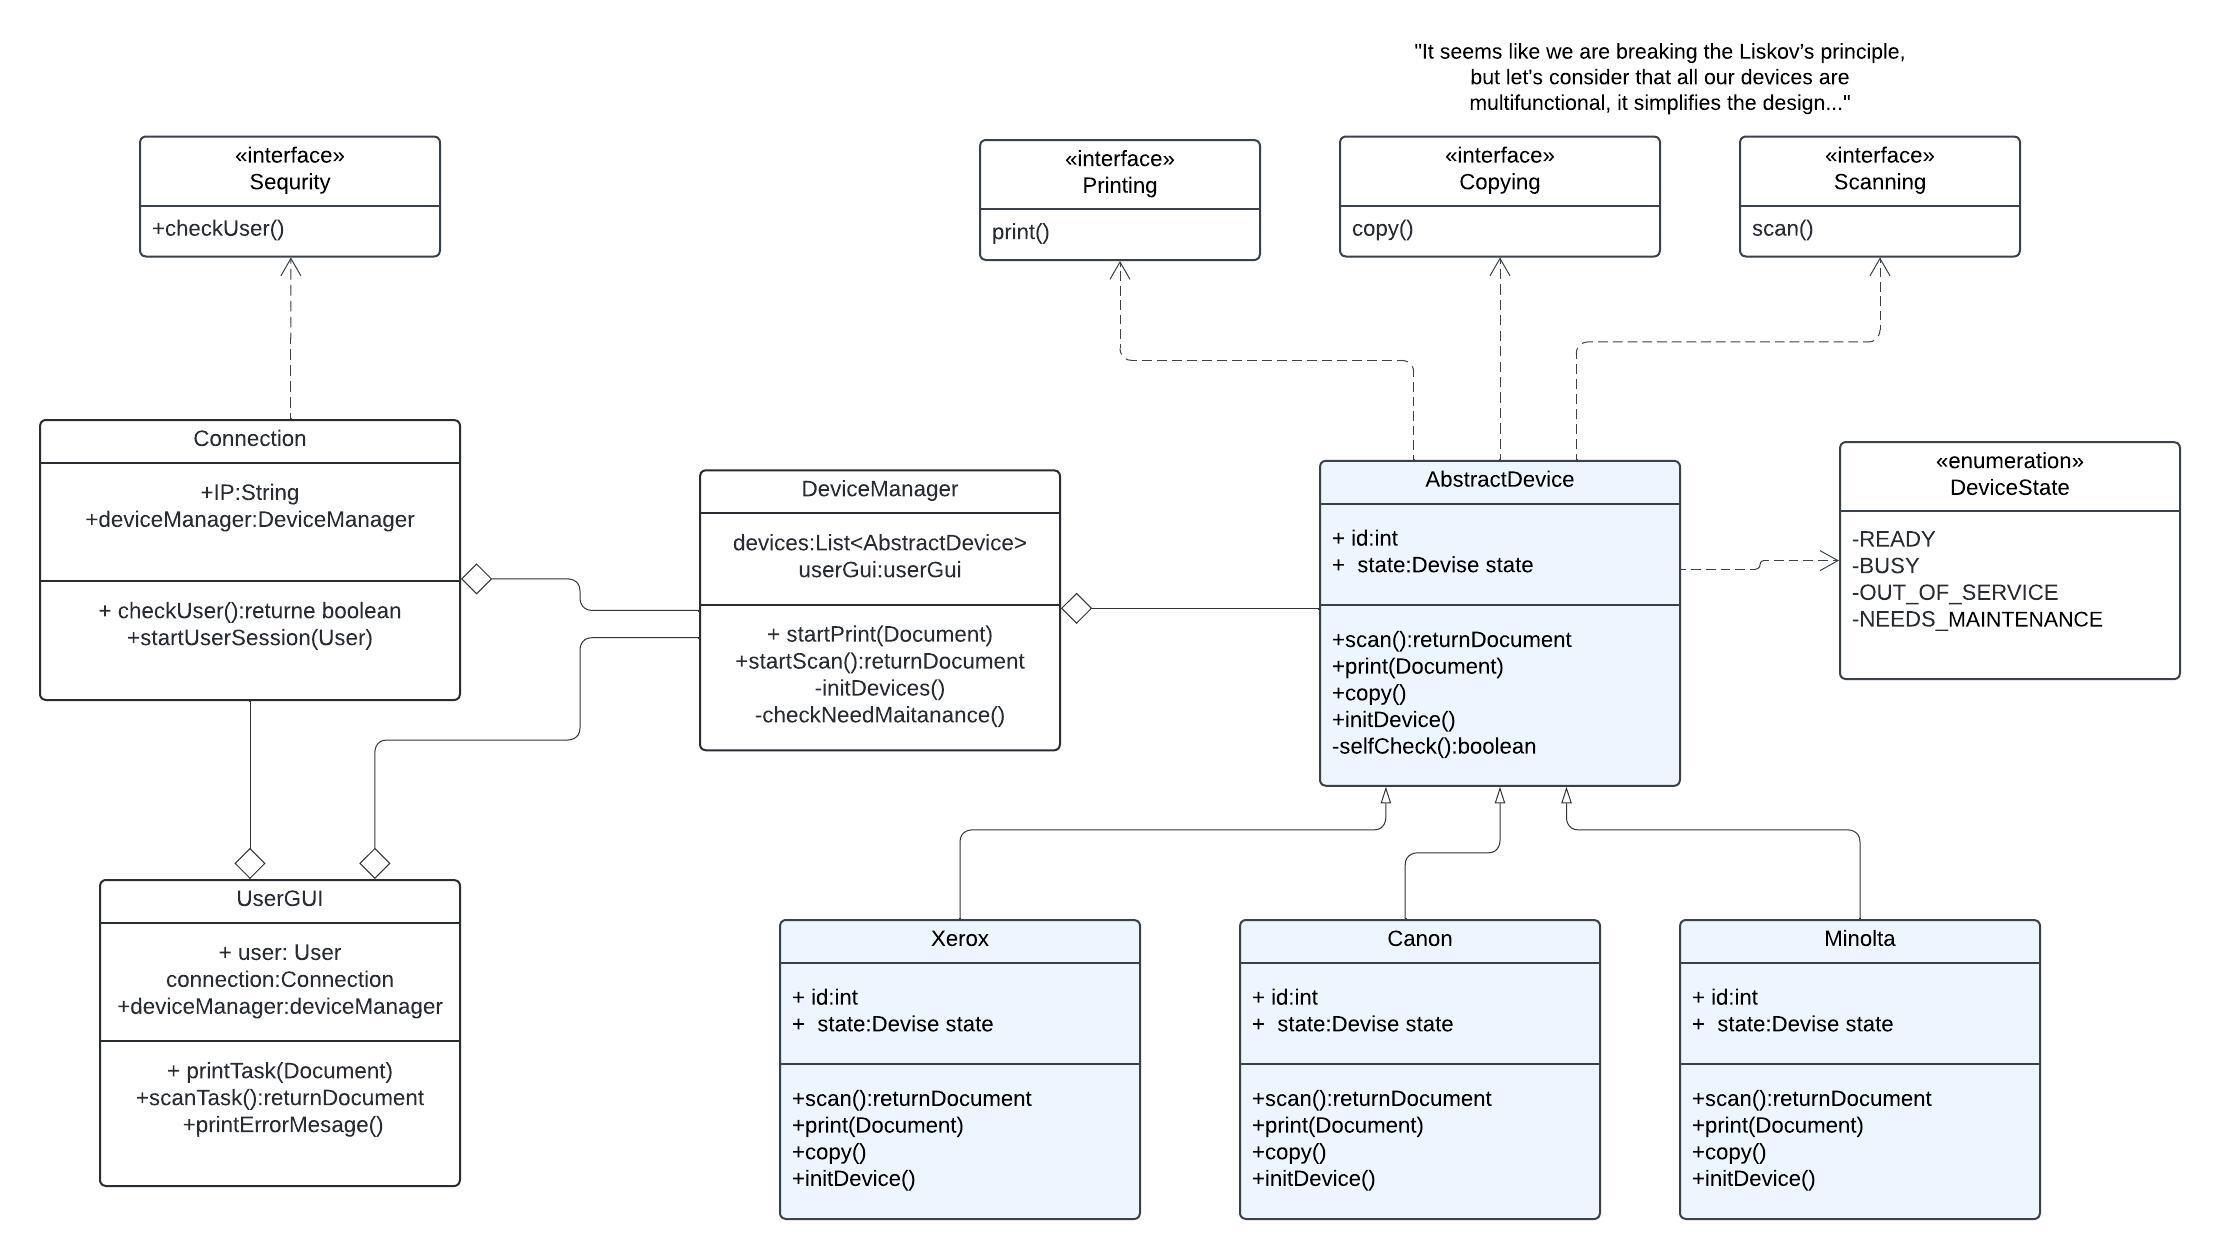 "It seems like we are breaking the Liskov's principle,
but let's consider that all our devices are
multifunctional, it simplifies the design..."
«interface»
Sequrity
+checkUser()
«interface»
Printing
print()
«interface»
Copying
copy()
«interface»
Scanning
scan()
Connection
+IP:String
+deviceManager:DeviceManager
+ checkUser():returne boolean
+startUserSession(User)
DeviceManager
devices:List<AbstractDevice>
userGui:userGui
+ startPrint(Document)
+startScan():returnDocument
-initDevices()
-checkNeedMaitanance()
AbstractDevice
+ id:int
+  state:Devise state
+scan():returnDocument
+print(Document)
+copy()
+initDevice()
-selfCheck():boolean
«enumeration»
DeviceState
-READY
-BUSY
-OUT_OF_SERVICE
-NEEDS_MAINTENANCE
UserGUI
+ user: User
connection:Connection
+deviceManager:deviceManager
+ printTask(Document)
+scanTask():returnDocument
+printErrorMesage()
Xerox
+ id:int
+  state:Devise state
+scan():returnDocument
+print(Document)
+copy()
+initDevice()
Canon
+ id:int
+  state:Devise state
+scan():returnDocument
+print(Document)
+copy()
+initDevice()
Minolta
+ id:int
+  state:Devise state
+scan():returnDocument
+print(Document)
+copy()
+initDevice()